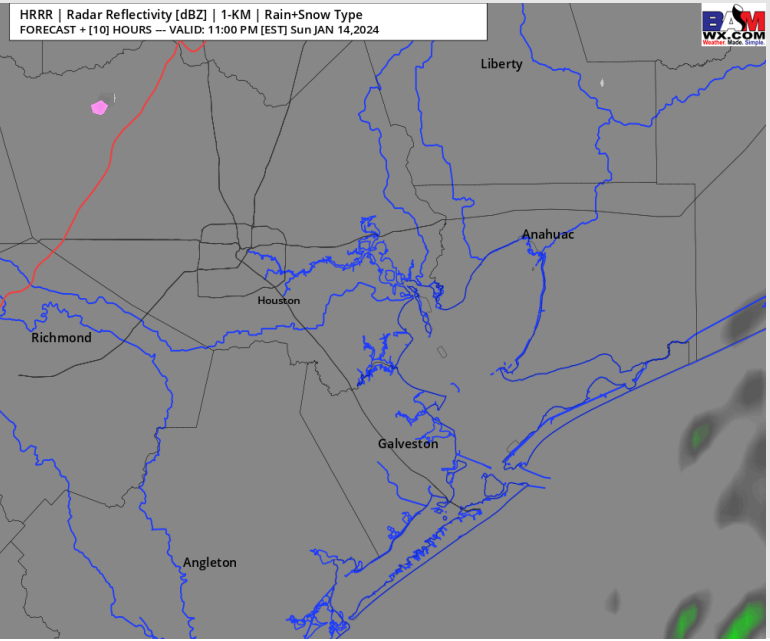 HRRR | Radar Reflectivity [dBZ] | 1-KM | Rain+Snow Type
FORECAST + [10] HOURS --- VALID: 11:00 PM [EST] Sun JAN 14,2024
BAM
WX.COM
Weather. Made. Simple.
Liberty
Anahuac
Houston
Richmond
Galveston
Angleton